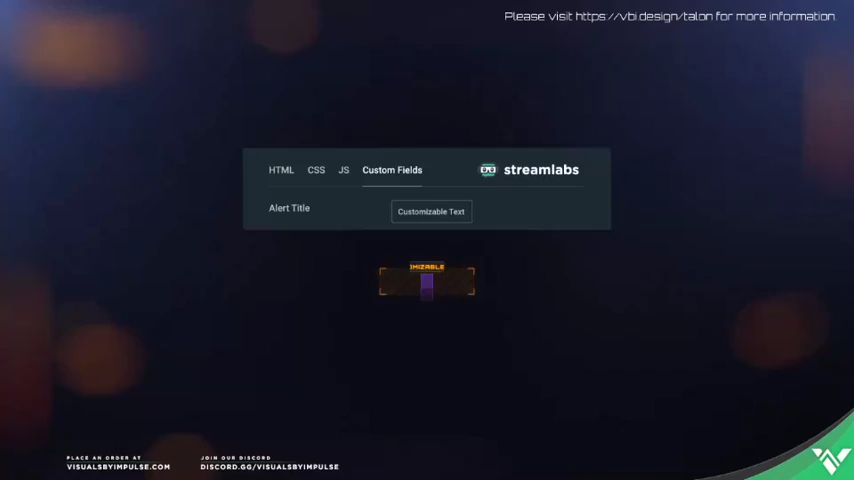 Please visit https://vbi.design/talon for more information.
HTML CSS JS Custom Fields streamlabs
Alert Title Customizable Text
PLACE AN ORDER AT
VISUALSBYIMPULSE.COM
JOIN OUR DISCORD
DISCORD.GG/VISUALSBYIMPULSE